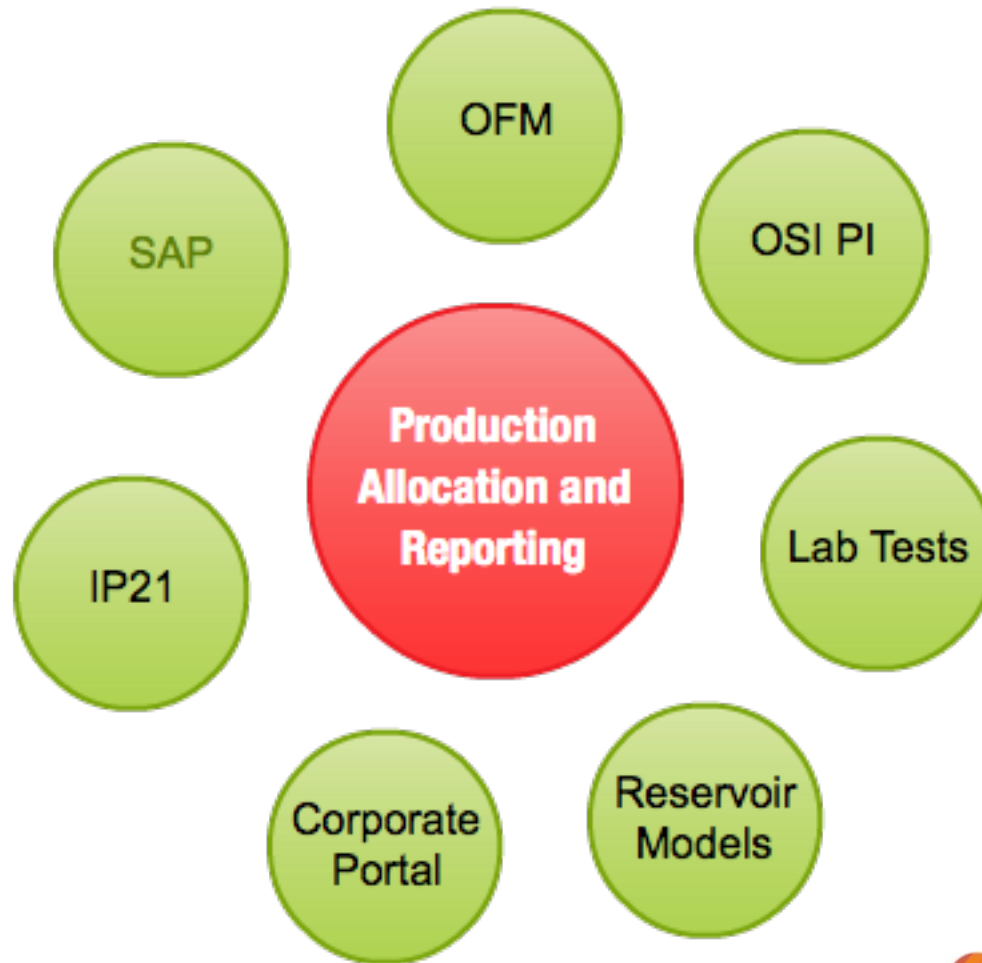 OFM
SAP
OSI PI
Production
Allocation and
Reporting
Lab Tests
IP21
Reservoir
Models
Corporate
Portal